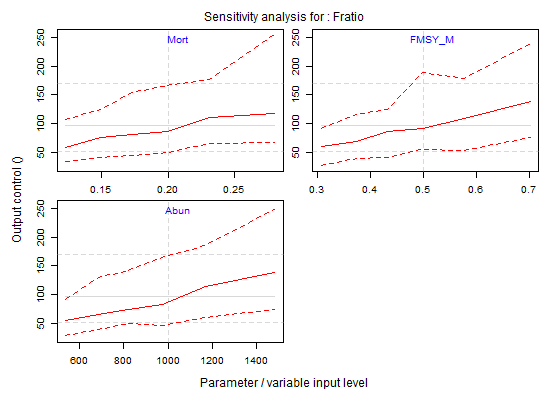 Sensitivity analysis for : Fratio
Mort
FMSY_M
250
200
150
100
50
250
200
150
100
50
0.15 0.20 0.25
0.3 0.4 0.5 0.6 0.7
Abun
250
200
150
100
50
600 800 1000 1200 1400
Output control ()
Parameter / variable input level